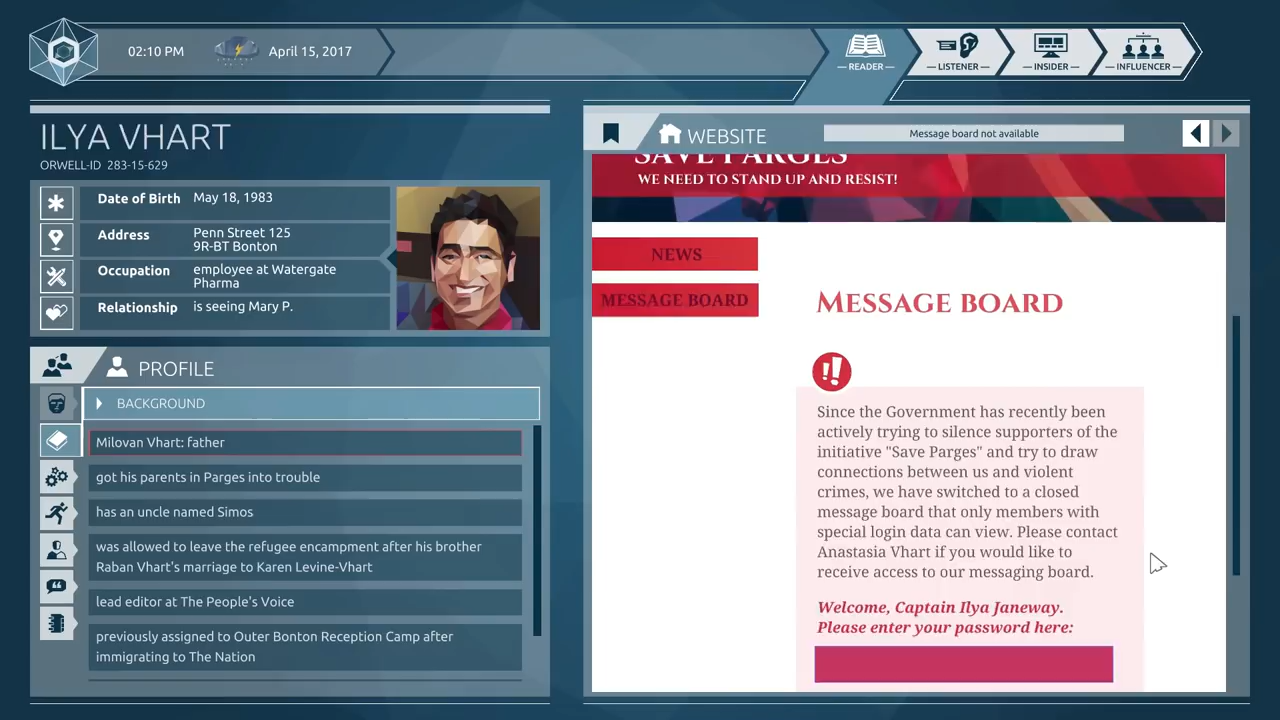 02:10 PM
April 15, 2017
READER
LISTENER
INSIDER
INFLUENCER
ILYA VHART
ORWELL-ID 283-15-629
Date of Birth May 18, 1983
Address Penn Street 125
9R-BT Bonton
Occupation employee at Watergate
Pharma
Relationship is seeing Mary P.
PROFILE
BACKGROUND
Milovan Vhart: father
got his parents in Parges into trouble
has an uncle named Simos
was allowed to leave the refugee encampment after his brother
Raban Vhart's marriage to Karen Levine-Vhart
lead editor at The People's Voice
previously assigned to Outer Bonton Reception Camp after
immigrating to The Nation
WEBSITE
Message board not available
SAVE PARGES
WE NEED TO STAND UP AND RESIST!
NEWS
MESSAGE BOARD
MESSAGE BOARD
Since the Government has recently been
actively trying to silence supporters of the
initiative "Save Parges" and try to draw
connections between us and violent
crimes, we have switched to a closed
message board that only members with
special login data can view. Please contact
Anastasia Vhart if you would like to
receive access to our messaging board.
Welcome, Captain Ilya Janeway.
Please enter your password here: